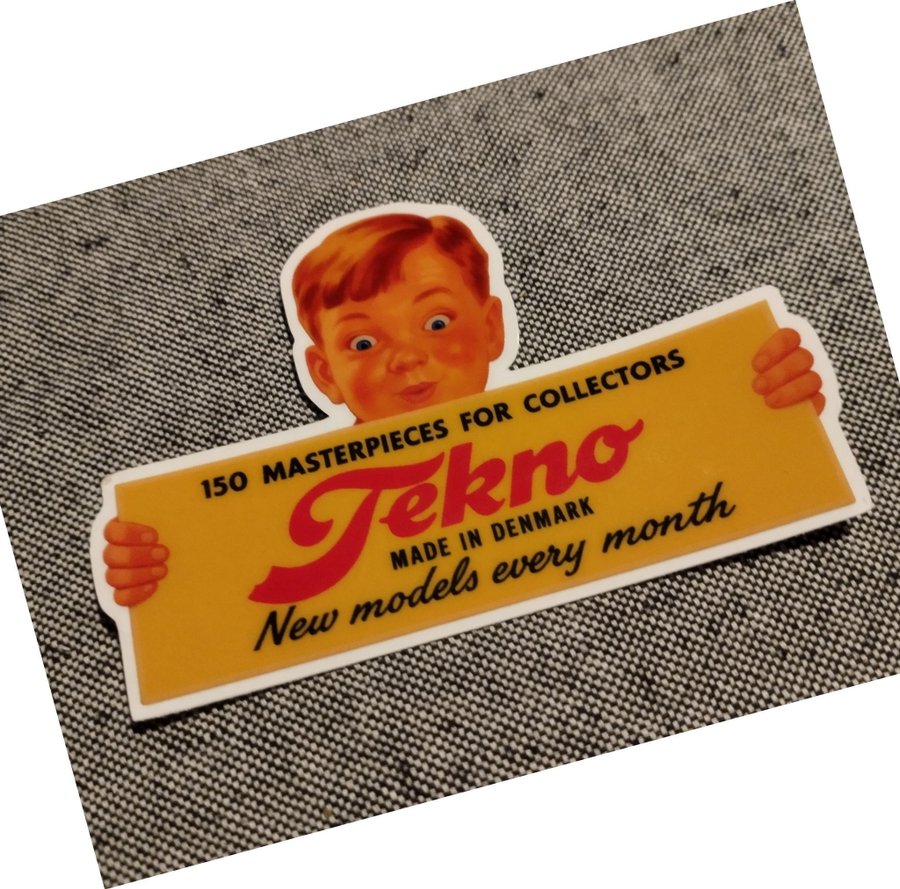 150 MASTERPIECES FOR COLLECTORS
Tekno
MADE IN DENMARK
New models every month